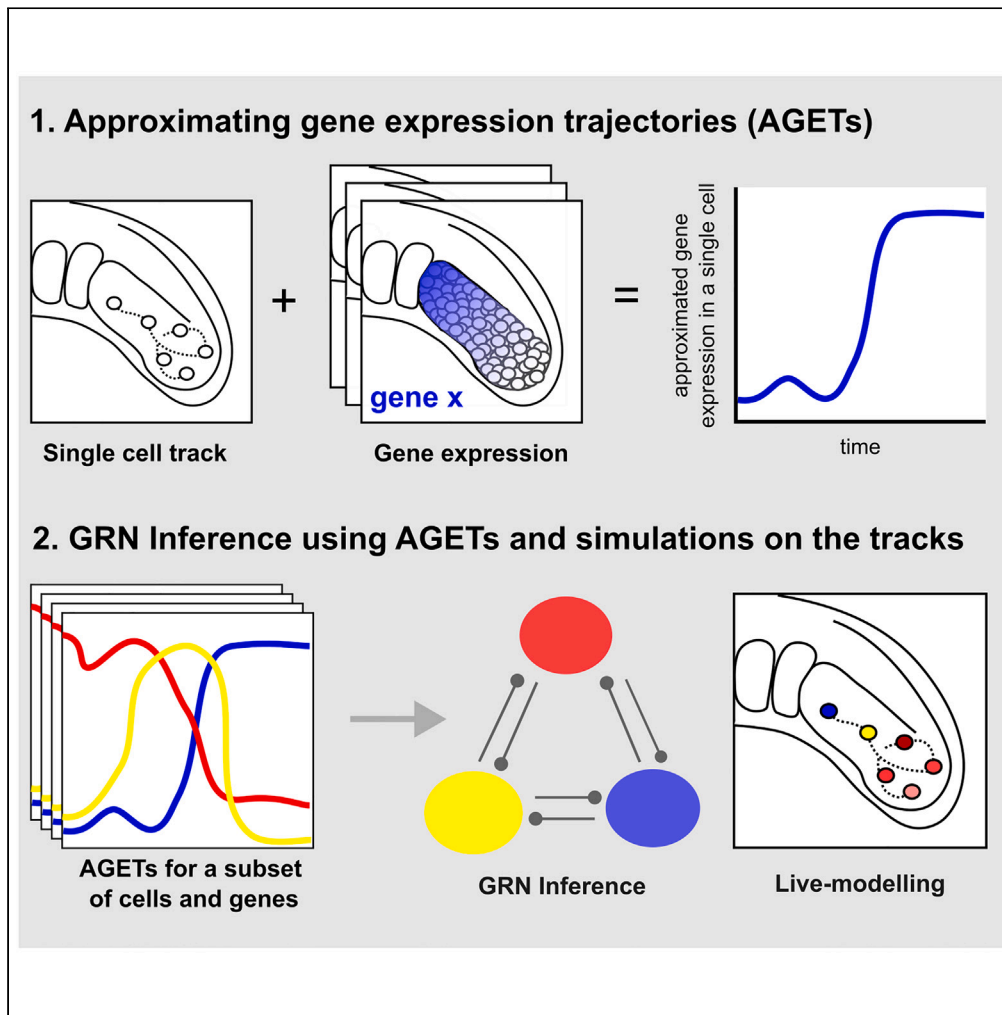 1. Approximating gene expression trajectories (AGETs)
+
=
gene x
approximated gene
expression in a single cell
time
Single cell track
Gene expression
2. GRN Inference using AGETs and simulations on the tracks
AGETs for a subset
of cells and genes
GRN Inference
Live-modelling